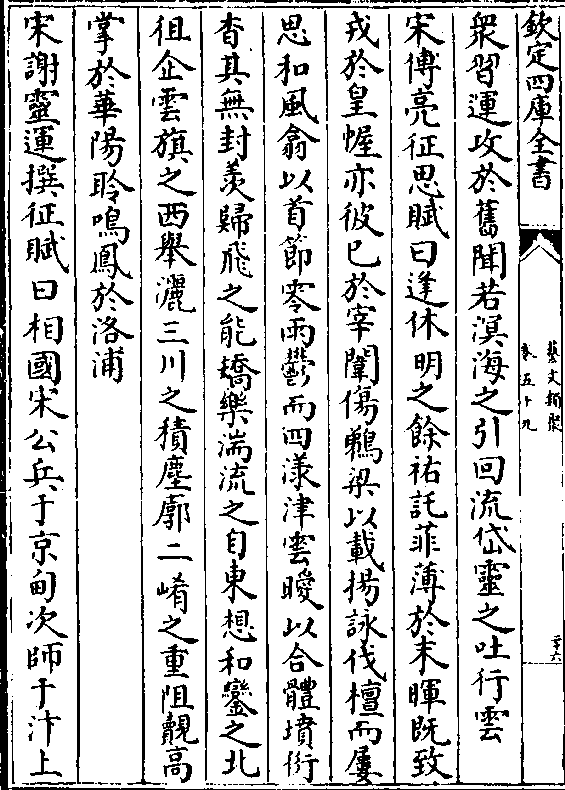 欽定四庫全書
藝文類聚
卷五十九
二十六
衆習運攻於舊聞若溟海之引回流岱靈之吐行雲
宋傅亮征思賦曰逢休明之餘祐託菲薄於末暉既致
戎於皇幄亦彼已於宰闈傷鵜梁以載揚詠伐檀而屢
思和風翕以首節零雨鬱而四漾津雲曖以合體墳衍
杳其無封羨歸飛之能矯樂湍流之自東想和鑾之北
徂企雲旗之西舉灑三川之積塵廓二崤之重阻覿高
掌於華陽聆鳴鳳於洛浦
宋謝靈運撰征賦曰相國宋公兵于京甸次師于汴上